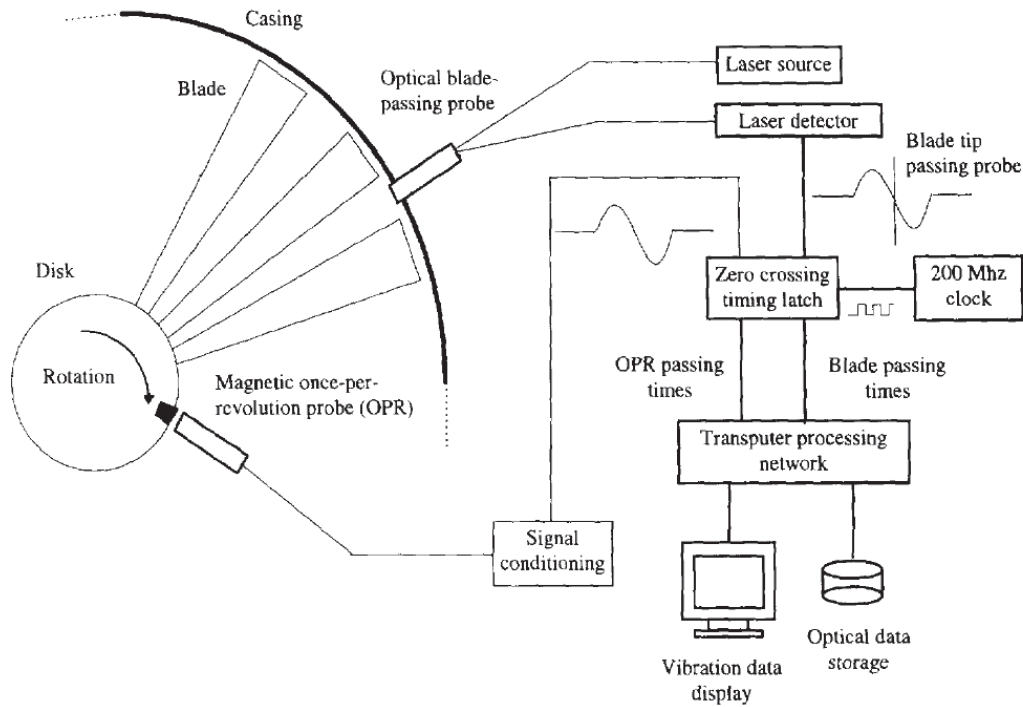 Casing
Blade
Optical blade-
passing probe
Laser source
Laser detector
Blade tip
passing probe
Disk
Zero crossing
timing latch
200 Mhz
clock
Rotation
Magnetic once-per-
revolution probe (OPR)
OPR passing
times
Blade passing
times
Transputer processing
network
Signal
conditioning
Vibration data
display
Optical data
storage